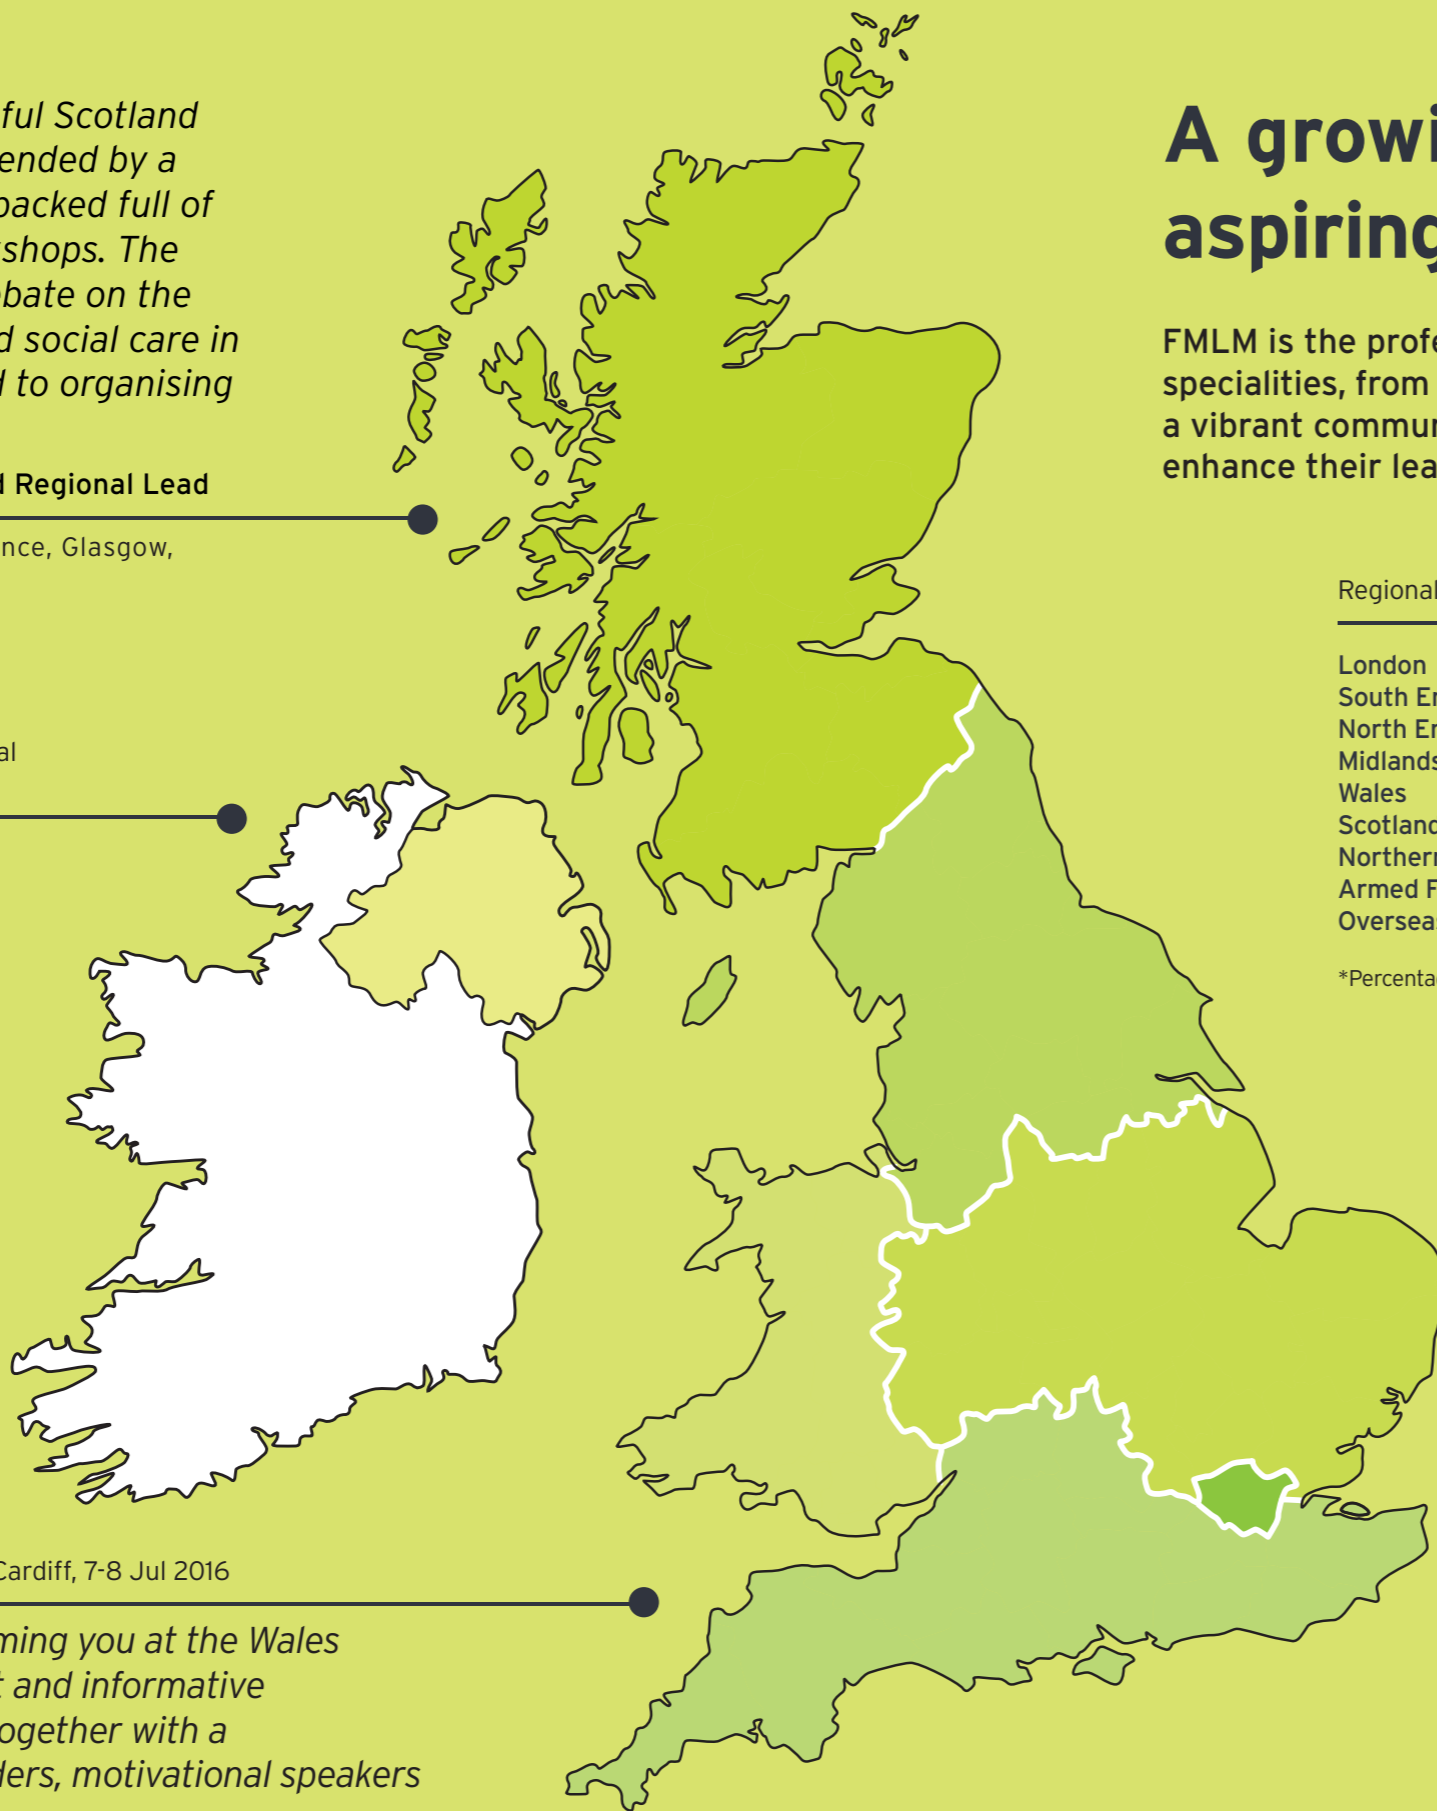 ful Scotland
ended by a
packed full of
shops. The
bate on the
d social care in
d to organising
d Regional Lead
nce, Glasgow,
al
Cardiff, 7-8 Jul 2016
ming you at the Wales
t and informative
together with a
ders, motivational speakers
A growi
aspiring
FMLM is the profe
specialities, from
a vibrant commun
enhance their lea
Regional
London
South En
North En
Midlands
Wales
Scotland
Northern
Armed F
Overseas
*Percentag